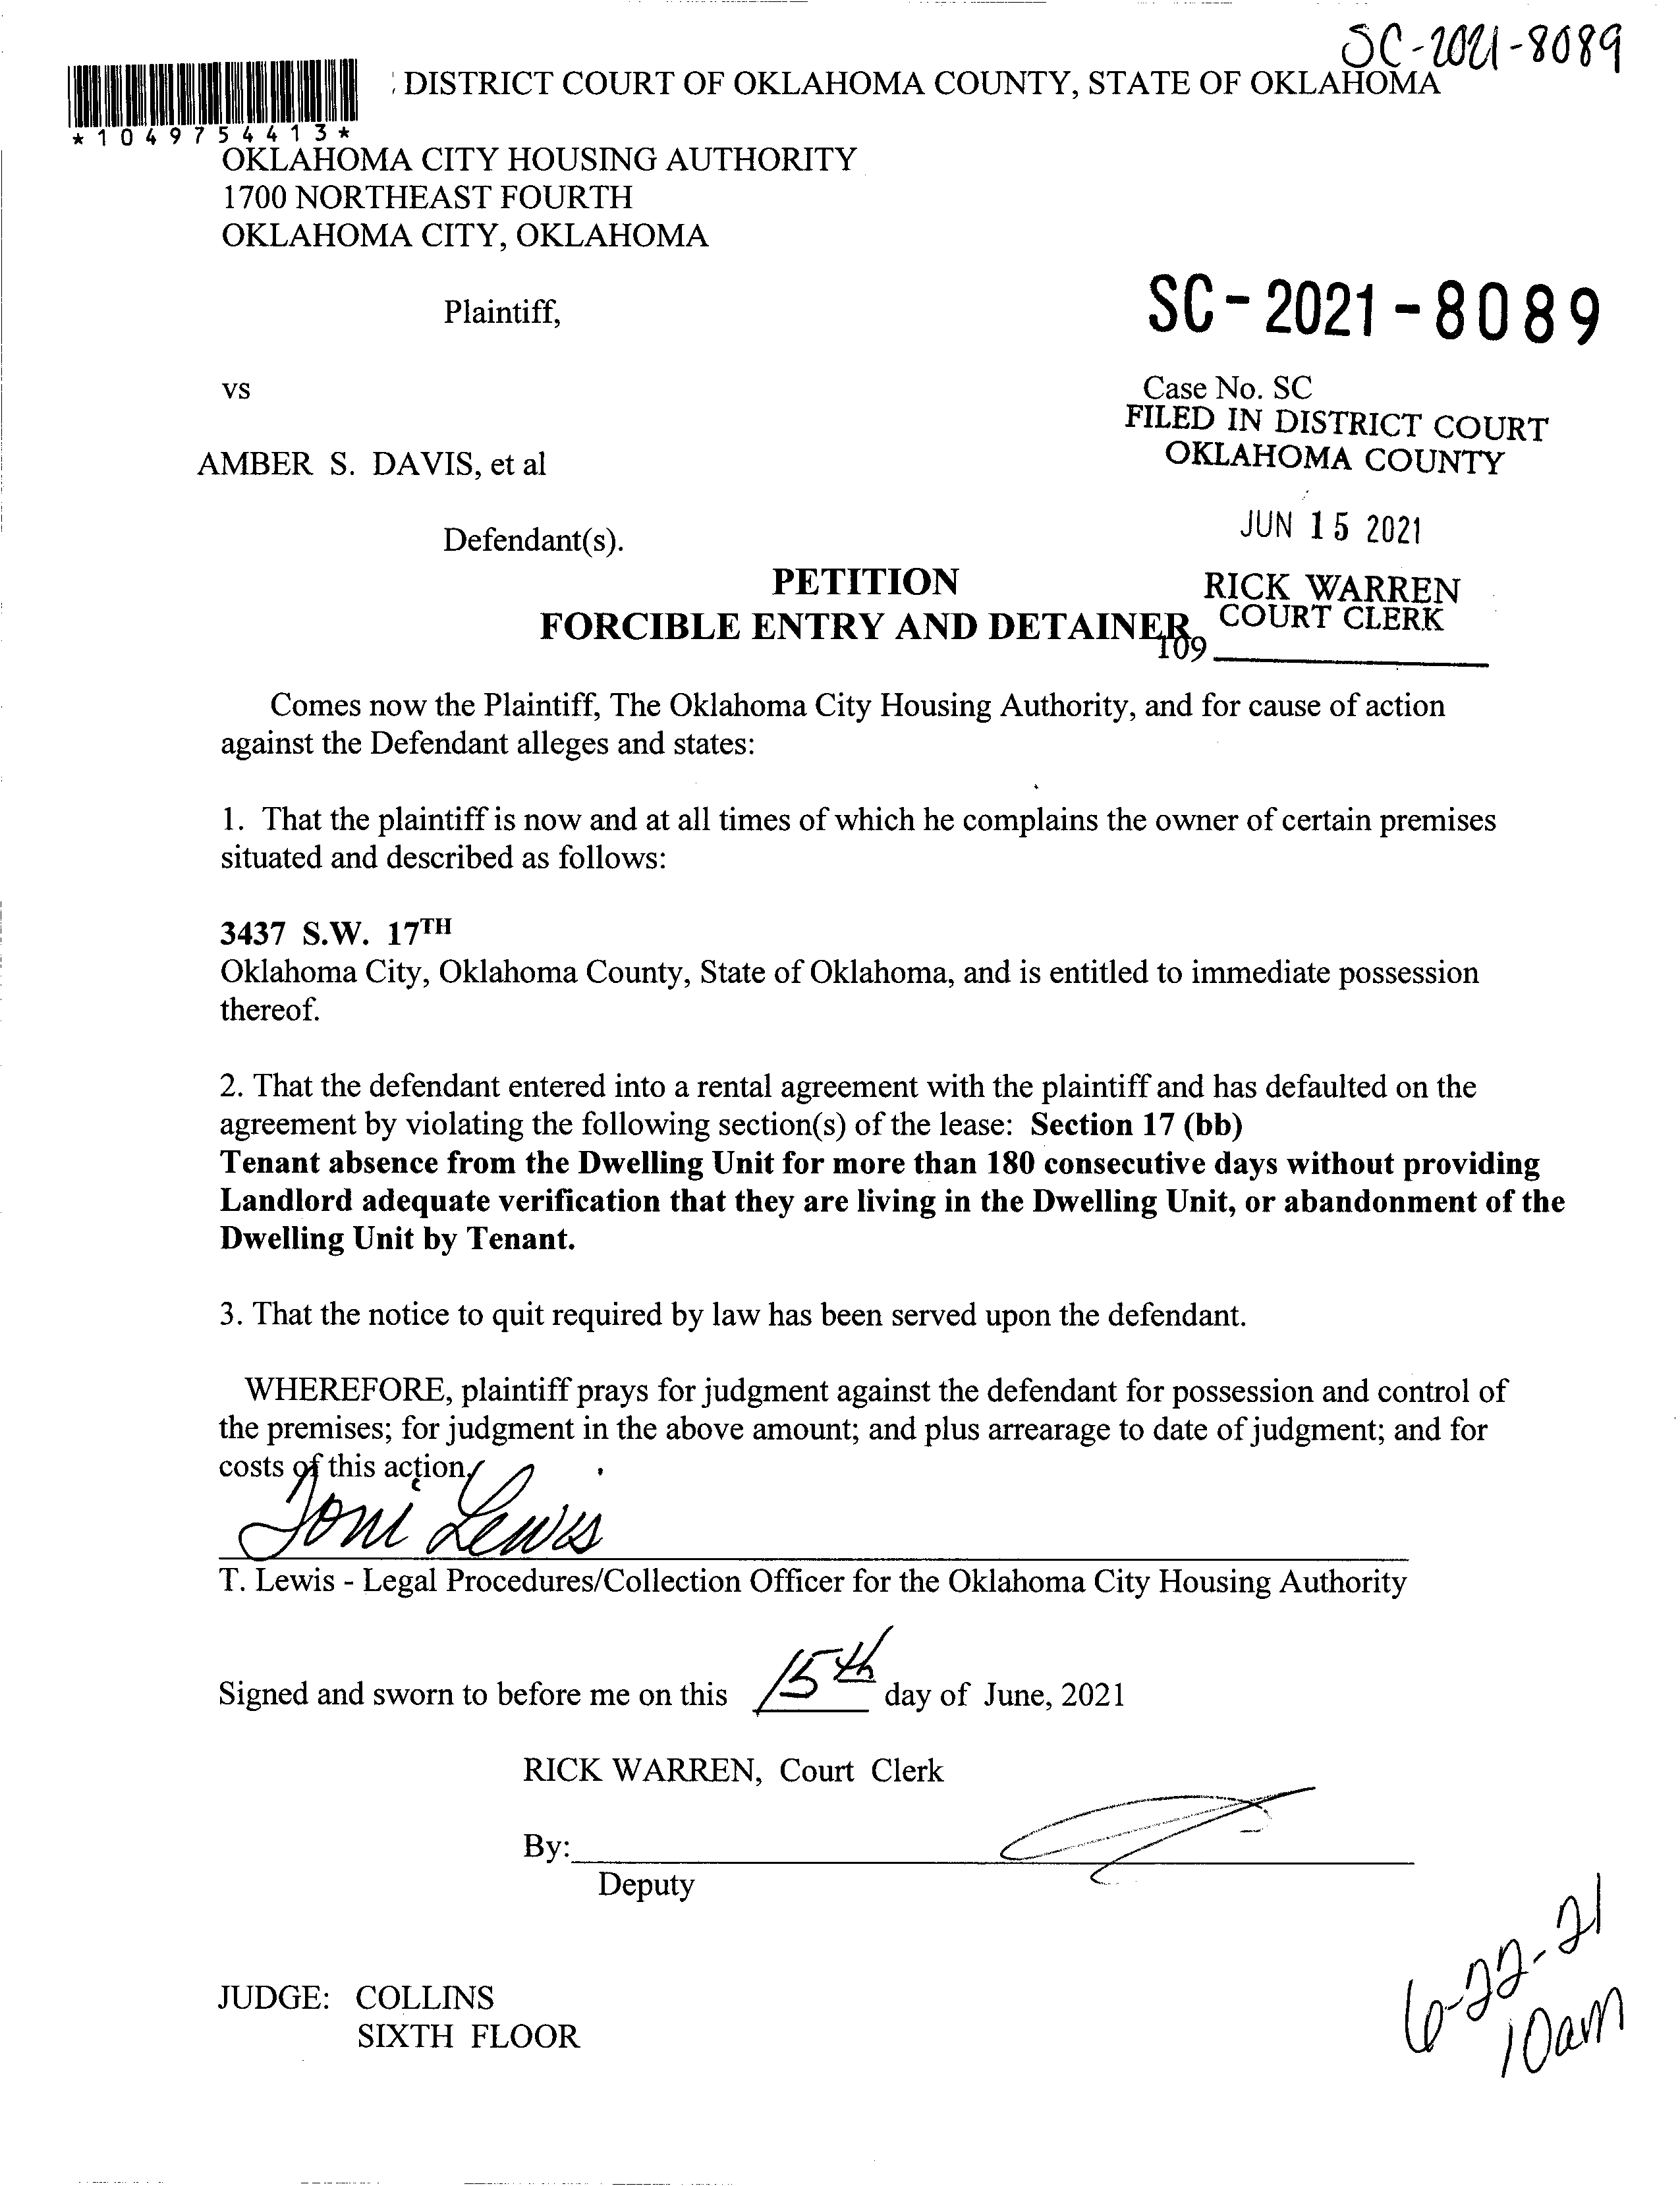 SC-2021-8089
DISTRICT COURT OF OKLAHOMA COUNTY, STATE OF OKLAHOMA
*1049754413*
OKLAHOMA CITY HOUSING AUTHORITY
1700 NORTHEAST FOURTH
OKLAHOMA CITY, OKLAHOMA
Plaintiff,
SC-2021-8089
vs
Case No. SC
FILED IN DISTRICT COURT
OKLAHOMA COUNTY
AMBER S. DAVIS, et al
JUN 15 2021
Defendant(s).
PETITION
RICK WARREN
FORCIBLE ENTRY AND DETAINER
COURT CLERK
109
Comes now the Plaintiff, The Oklahoma City Housing Authority, and for cause of action
against the Defendant alleges and states:
1. That the plaintiff is now and at all times of which he complains the owner of certain premises
situated and described as follows:
3437 S.W. 17TH
Oklahoma City, Oklahoma County, State of Oklahoma, and is entitled to immediate possession
thereof.
2. That the defendant entered into a rental agreement with the plaintiff and has defaulted on the
agreement by violating the following section(s) of the lease: Section 17 (bb)
Tenant absence from the Dwelling Unit for more than 180 consecutive days without providing
Landlord adequate verification that they are living in the Dwelling Unit, or abandonment of the
Dwelling Unit by Tenant.
3. That the notice to quit required by law has been served upon the defendant.
WHEREFORE, plaintiff prays for judgment against the defendant for possession and control of
the premises; for judgment in the above amount; and plus arrearage to date of judgment; and for
costs of this action.
Toni Lewis
T. Lewis - Legal Procedures/Collection Officer for the Oklahoma City Housing Authority
Signed and sworn to before me on this 15th day of June, 2021
RICK WARREN, Court Clerk
By:
Deputy
JUDGE: COLLINS
SIXTH FLOOR
6-22-21
10am